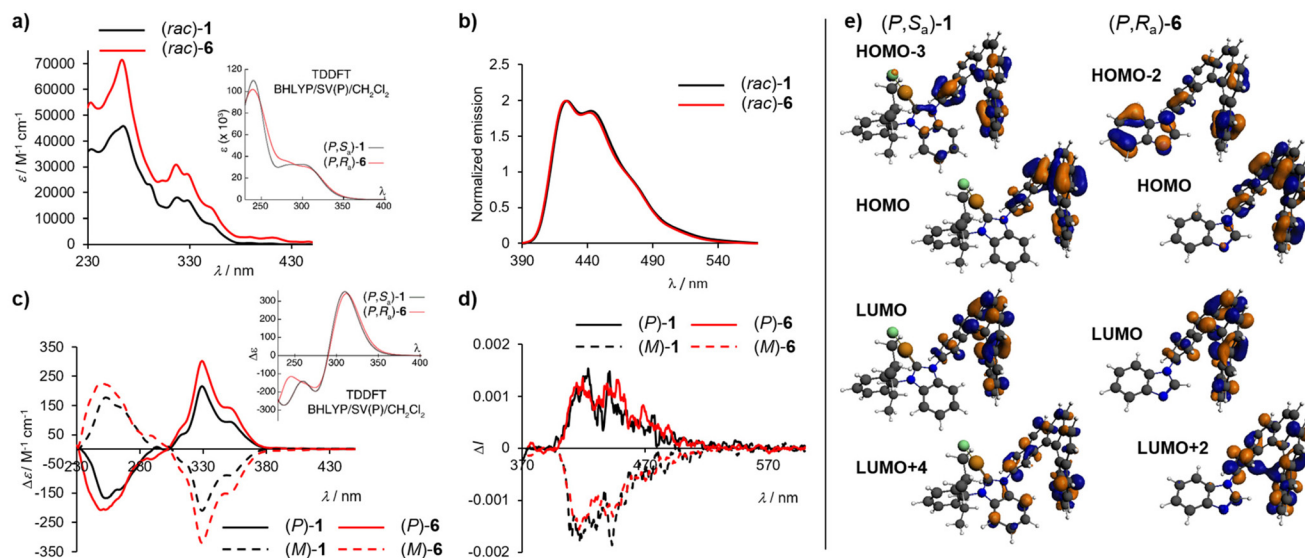 a)
(rac)-1
(rac)-6
70000
60000
50000
40000
30000
20000
10000
0
ε / M⁻¹ cm⁻¹
230
330
430
λ / nm
TDDFT
BHLYP/SV(P)/CH₂Cl₂
120
100
80
60
40
20
0
ε (x 10³)
(P,Sₐ)-1
(P,Rₐ)-6
λ
250
300
350
400
b)
(rac)-1
(rac)-6
2.5
2
1.5
1
0.5
0
Normalized emission
390
440
490
540
λ / nm
c)
350
250
150
50
-50
-150
-250
-350
Δε / M⁻¹ cm⁻¹
230
280
330
380
430
λ / nm
(P)-1
(P)-6
(M)-1
(M)-6
300
200
100
0
-100
-200
-300
Δε
(P,Sₐ)-1
(P,Rₐ)-6
λ
250
300
350
400
TDDFT
BHLYP/SV(P)/CH₂Cl₂
d)
(P)-1
(P)-6
(M)-1
(M)-6
0.002
0.001
0
-0.001
-0.002
ΔI
370
470
570
λ / nm
e)
(P,Sₐ)-1
(P,Rₐ)-6
HOMO-3
HOMO-2
HOMO
HOMO
LUMO
LUMO
LUMO+4
LUMO+2